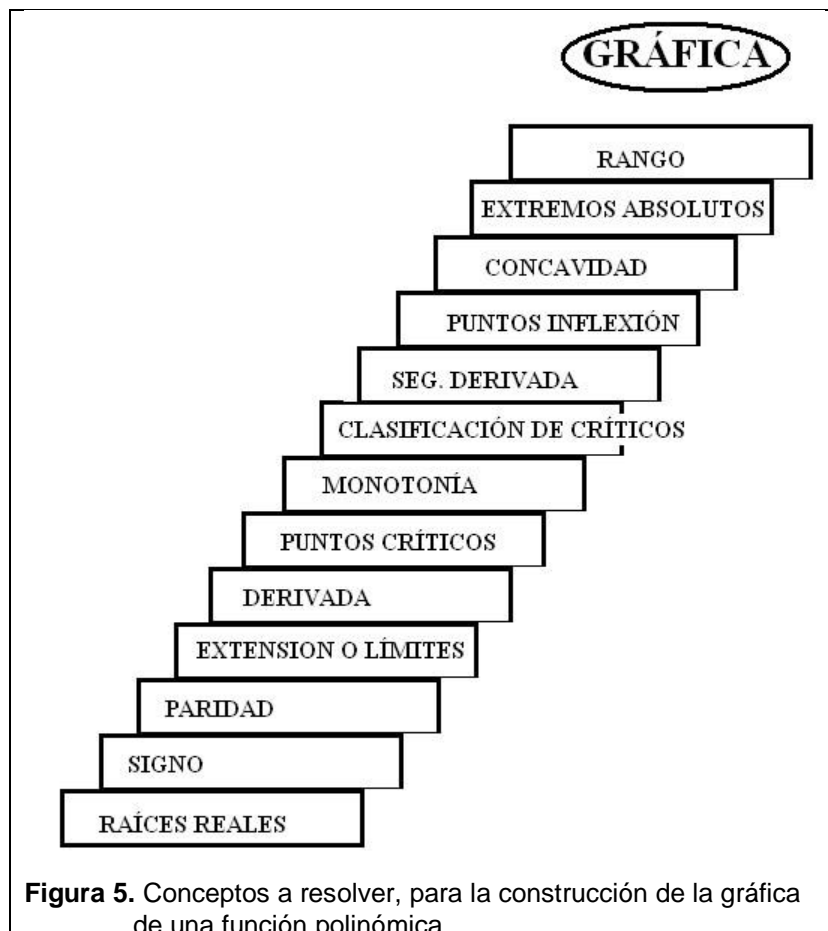 GRÁFICA
RANGO
EXTREMOS ABSOLUTOS
CONCAVIDAD
PUNTOS INFLEXIÓN
SEG. DERIVADA
CLASIFICACIÓN DE CRÍTICOS
MONOTONÍA
PUNTOS CRÍTICOS
DERIVADA
EXTENSION O LÍMITES
PARIDAD
SIGNO
RAÍCES REALES
Figura 5. Conceptos a resolver, para la construcción de la gráfica
de una función polinómica